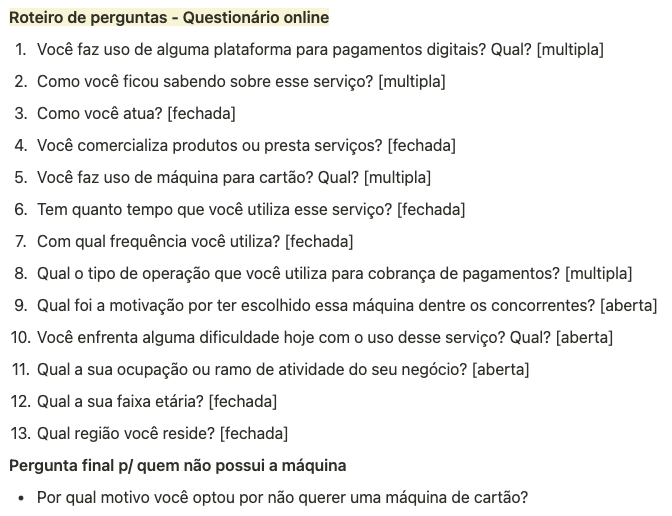 Roteiro de perguntas - Questionário online
1. Você faz uso de alguma plataforma para pagamentos digitais? Qual? [multipla]
2. Como você ficou sabendo sobre esse serviço? [multipla]
3. Como você atua? [fechada]
4. Você comercializa produtos ou presta serviços? [fechada]
5. Você faz uso de máquina para cartão? Qual? [multipla]
6. Tem quanto tempo que você utiliza esse serviço? [fechada]
7. Com qual frequência você utiliza? [fechada]
8. Qual o tipo de operação que você utiliza para cobrança de pagamentos? [multipla]
9. Qual foi a motivação por ter escolhido essa máquina dentre os concorrentes? [aberta]
10. Você enfrenta alguma dificuldade hoje com o uso desse serviço? Qual? [aberta]
11. Qual a sua ocupação ou ramo de atividade do seu negócio? [aberta]
12. Qual a sua faixa etária? [fechada]
13. Qual região você reside? [fechada]
Pergunta final p/ quem não possui a máquina
• Por qual motivo você optou por não querer uma máquina de cartão?